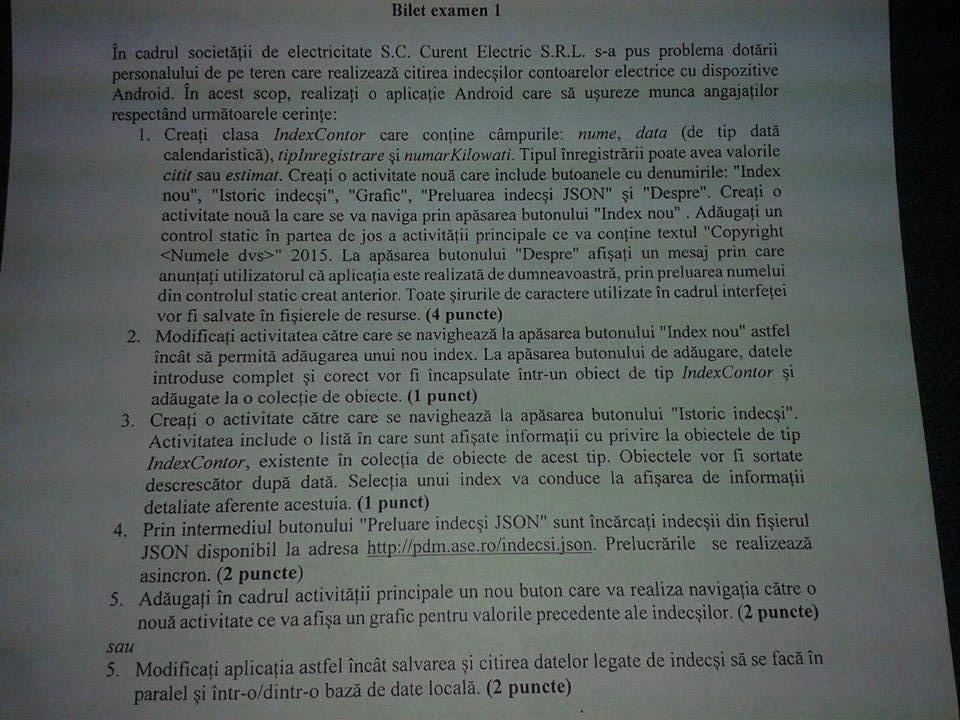 Bilet examen 1
În cadrul societății de electricitate S.C. Curent Electric S.R.L. s-a pus problema dotării
personalului de pe teren care realizează citirea indecșilor contoarelor electrice cu dispozitive
Android. În acest scop, realizați o aplicație Android care să ușureze munca angajaților
respectând următoarele cerințe:
1. Creați clasa IndexContor care conține câmpurile: nume, data (de tip dată
calendaristică), tipInregistrare și numarKilowati. Tipul înregistrării poate avea valorile
citit sau estimat. Creați o activitate nouă care include butoanele cu denumirile: "Index
nou", "Istoric indecși", "Grafic", "Preluarea indecși JSON" și "Despre". Creați o
activitate nouă la care se va naviga prin apăsarea butonului "Index nou" . Adăugați un
control static în partea de jos a activității principale ce va conține textul "Copyright
<Numele dvs>" 2015. La apăsarea butonului "Despre" afișați un mesaj prin care
anunțați utilizatorul că aplicația este realizată de dumneavoastră, prin preluarea numelui
din controlul static creat anterior. Toate șirurile de caractere utilizate în cadrul interfeței
vor fi salvate în fișierele de resurse. (4 puncte)
2. Modificați activitatea către care se navighează la apăsarea butonului "Index nou" astfel
încât să permită adăugarea unui nou index. La apăsarea butonului de adăugare, datele
introduse complet și corect vor fi încapsulate într-un obiect de tip IndexContor și
adăugate la o colecție de obiecte. (1 punct)
3. Creați o activitate către care se navighează la apăsarea butonului "Istoric indecși".
Activitatea include o listă în care sunt afișate informații cu privire la obiectele de tip
IndexContor, existente în colecția de obiecte de acest tip. Obiectele vor fi sortate
descrescător după dată. Selecția unui index va conduce la afișarea de informații
detaliate aferente acestuia. (1 punct)
4. Prin intermediul butonului "Preluare indecși JSON" sunt încărcați indecșii din fișierul
JSON disponibil la adresa http://pdm.ase.ro/indecsi.json. Prelucrările se realizează
asincron. (2 puncte)
5. Adăugați în cadrul activității principale un nou buton care va realiza navigația către o
nouă activitate ce va afișa un grafic pentru valorile precedente ale indecșilor. (2 puncte)
sau
5. Modificați aplicația astfel încât salvarea și citirea datelor legate de indecși să se facă în
paralel și într-o/dintr-o bază de date locală. (2 puncte)